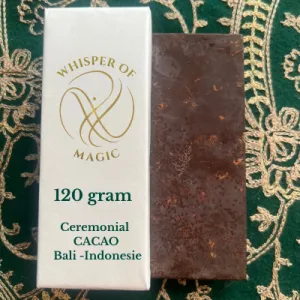 WHISPER OF
MAGIC
120 gram
Ceremonial
CACAO
Bali -Indonesie